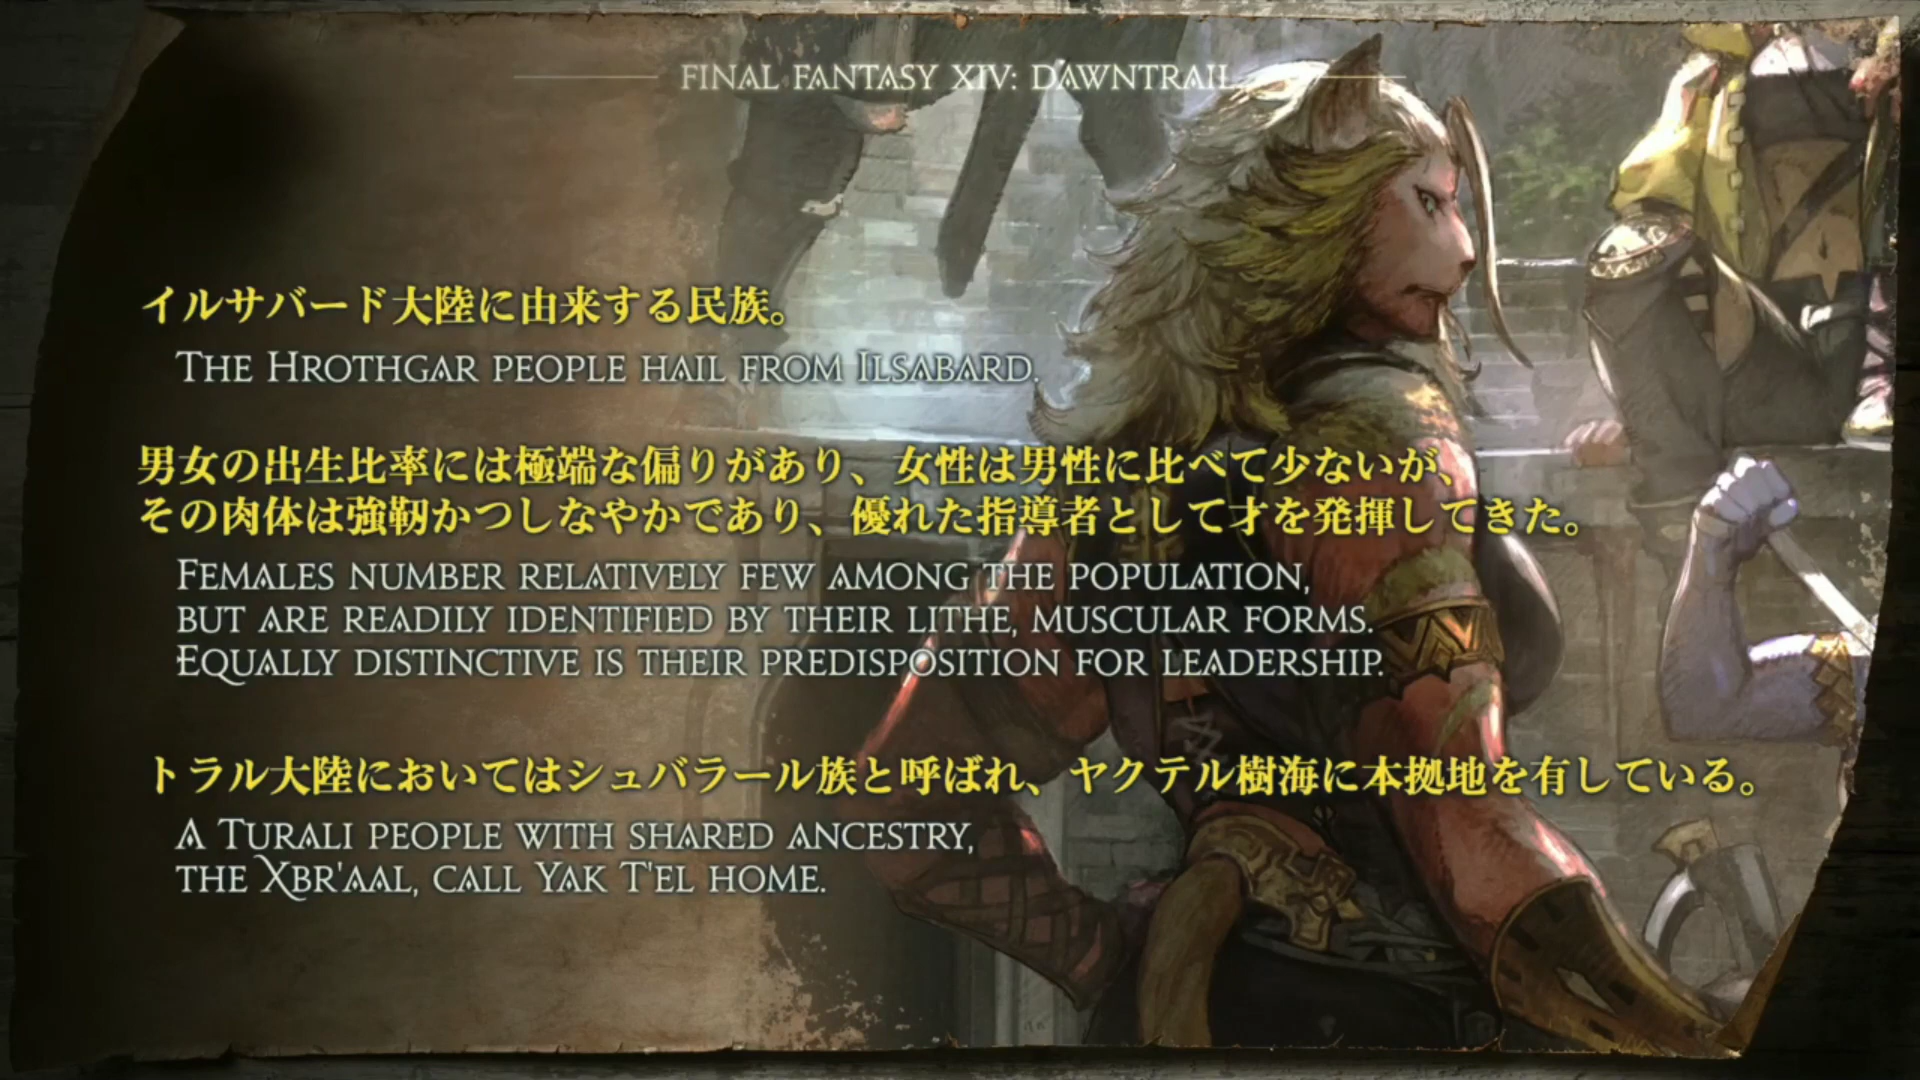 FINAL FANTASY XIV: DAWNTRAIL
イルサバード大陸に由来する民族。
THE HROTHGAR PEOPLE HAIL FROM ILSABARD.
男女の出生比率には極端な偏りがあり、女性は男性に比べて少ないが、
その肉体は強靭かつしなやかであり、優れた指導者として才を発揮してきた。
FEMALES NUMBER RELATIVELY FEW AMONG THE POPULATION,
BUT ARE READILY IDENTIFIED BY THEIR LITHE, MUSCULAR FORMS.
EQUALLY DISTINCTIVE IS THEIR PREDISPOSITION FOR LEADERSHIP.
トラル大陸においてはシュバラール族と呼ばれ、ヤクテル樹海に本拠地を有している。
A TURALI PEOPLE WITH SHARED ANCESTRY,
THE XBR'AAL, CALL YAK T'EL HOME.